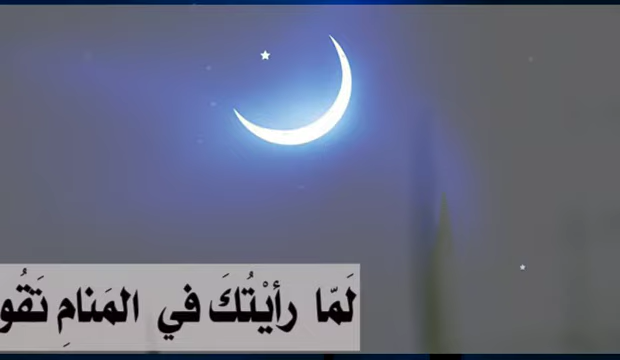 لَمّا رأيْتُكَ في المَنامِ تَقُو